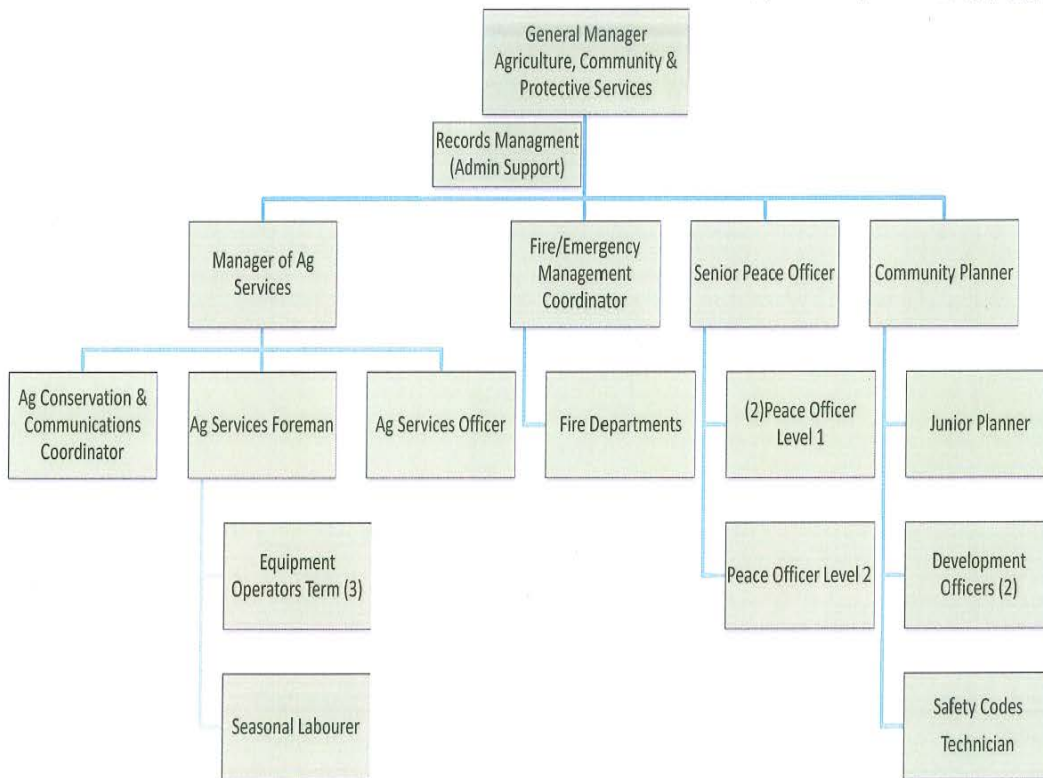 General Manager
Agriculture, Community &
Protective Services
Records Managment
(Admin Support)
Manager of Ag
Services
Fire/Emergency
Management
Coordinator
Senior Peace Officer
Community Planner
Ag Conservation &
Communications
Coordinator
Ag Services Foreman
Ag Services Officer
Fire Departments
(2)Peace Officer
Level 1
Junior Planner
Equipment
Operators Term (3)
Peace Officer Level 2
Development
Officers (2)
Seasonal Labourer
Safety Codes
Technician